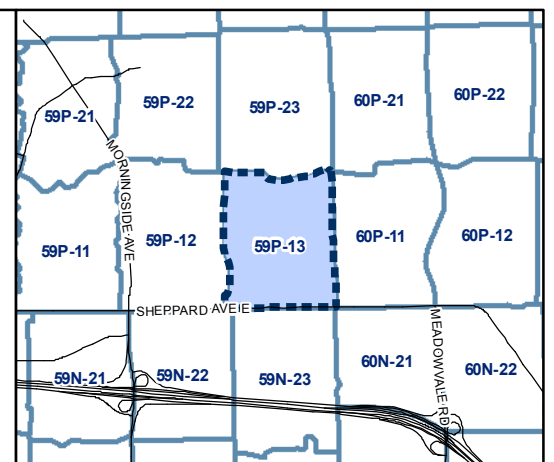 59P-21
59P-22
59P-23
60P-21
60P-22
MORNINGSIDE AVE
59P-11
59P-12
59P-13
60P-11
60P-12
SHEPPARD AVE E
MEADOWVALE RD
59N-21
59N-22
59N-23
60N-21
60N-22